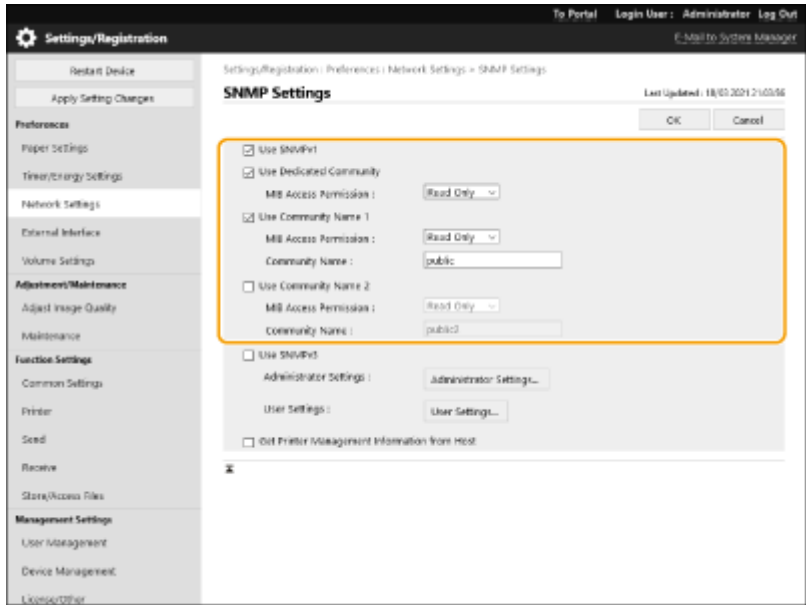 To Portal Login User : Administrator Log Out
Settings/Registration
E-Mail to System Manager
Restart Device
Apply Setting Changes
Preferences
Paper Settings
Timer/Energy Settings
Network Settings
External Interface
Volume Settings
Adjustment/Maintenance
Adjust Image Quality
Maintenance
Function Settings
Common Settings
Printer
Send
Receive
Store/Access Files
Management Settings
User Management
Device Management
License/Other
Settings/Registration : Preferences : Network Settings > SNMP Settings
SNMP Settings
Last Updated : 18/03 2021 21:03:56
OK Cancel
Use SNMPv1
Use Dedicated Community
MIB Access Permission : Read Only
Use Community Name 1
MIB Access Permission : Read Only
Community Name : public
Use Community Name 2
MIB Access Permission : Read Only
Community Name : public2
Use SNMPv3
Administrator Settings : Administrator Settings...
User Settings : User Settings...
Get Printer Management Information from Host